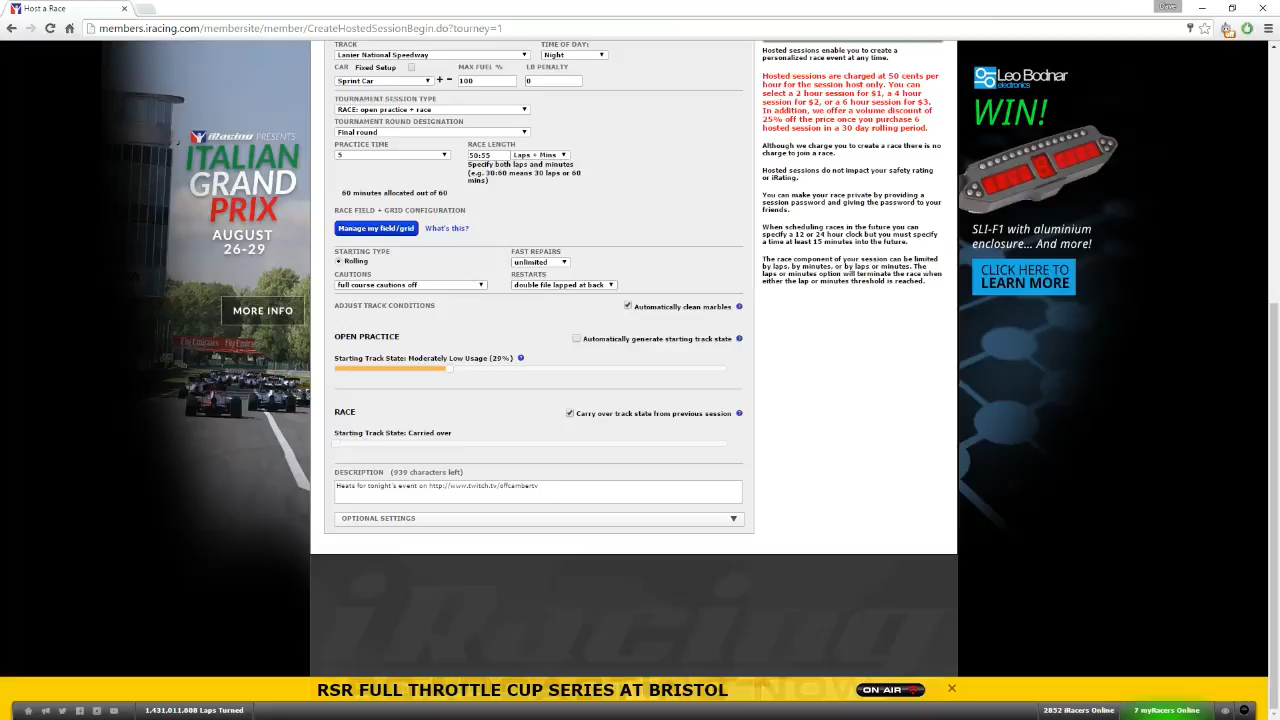 Host a Race
Dave
members.iracing.com/membersite/member/CreateHostedSessionBegin.do?tourney=1
TRACK
TIME OF DAY:
Lanier National Speedway
Night
CAR Fixed Setup
MAX FUEL %
LB PENALTY
Sprint Car
+ -
100
0
TOURNAMENT SESSION TYPE
RACE: open practice + race
TOURNAMENT ROUND DESIGNATION
Final round
PRACTICE TIME
RACE LENGTH
5
50:55
Laps + Mins
Specify both laps and minutes
(e.g. 30:60 means 30 laps or 60
mins)
60 minutes allocated out of 60
RACE FIELD + GRID CONFIGURATION
Manage my field/grid
What's this?
STARTING TYPE
FAST REPAIRS
Rolling
unlimited
CAUTIONS
RESTARTS
full course cautions off
double file lapped at back
ADJUST TRACK CONDITIONS
Automatically clean marbles
OPEN PRACTICE
Automatically generate starting track state
Starting Track State: Moderately Low Usage (29%)
RACE
Carry over track state from previous session
Starting Track State: Carried over
DESCRIPTION (939 characters left)
Heats for tonight's event on http://www.twitch.tv/offcambertv
OPTIONAL SETTINGS
Hosted sessions enable you to create a
personalized race event at any time.
Hosted sessions are charged at 50 cents per
hour for the session host only. You can
select a 2 hour session for $1, a 4 hour
session for $2, or a 6 hour session for $3.
In addition, we offer a volume discount of
25% off the price once you purchase 6
hosted session in a 30 day rolling period.
Although we charge you to create a race there is no
charge to join a race.
Hosted sessions do not impact your safety rating
or iRating.
You can make your race private by providing a
session password and giving the password to your
friends.
When scheduling races in the future you can
specify a 12 or 24 hour clock but you must specify
a time at least 15 minutes into the future.
The race component of your session can be limited
by laps, by minutes, or by laps or minutes. The
laps or minutes option will terminate the race when
either the lap or minutes threshold is reached.
iRacing PRESENTS
ITALIAN
GRAND
PRIX
AUGUST
26-29
MORE INFO
Leo Bodnar
electronics
WIN!
SLI-F1 with aluminium
enclosure... And more!
CLICK HERE TO
LEARN MORE
iRacing
RSR FULL THROTTLE CUP SERIES AT BRISTOL
ON AIR
1,431,011,608 Laps Turned
2852 iRacers Online
7 myRacers Online